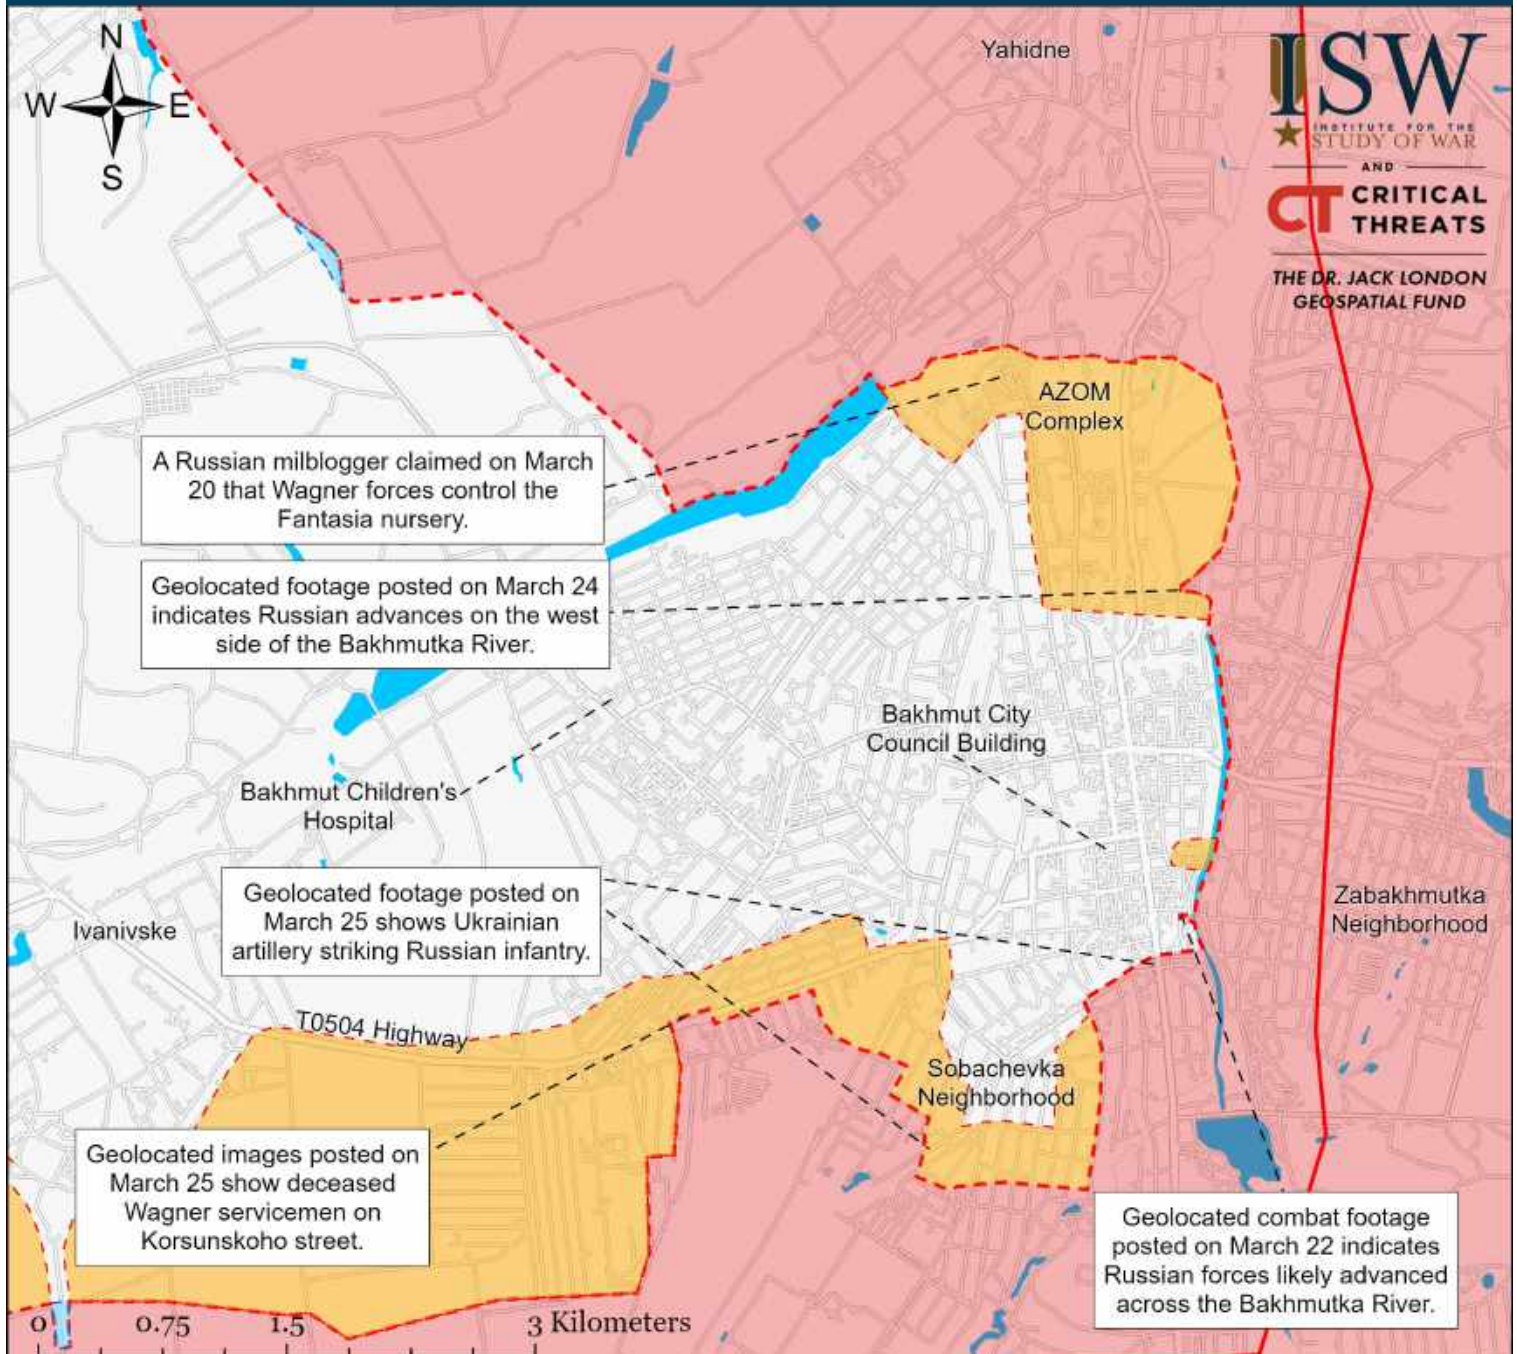 N
W
E
S
Yahidne
ISW
INSTITUTE FOR THE
STUDY OF WAR
AND
CT CRITICAL
THREATS
THE DR. JACK LONDON
GEOSPATIAL FUND
AZOM
Complex
A Russian milblogger claimed on March
20 that Wagner forces control the
Fantasia nursery.
Geolocated footage posted on March 24
indicates Russian advances on the west
side of the Bakhmutka River.
Bakhmut City
Council Building
Bakhmut Children's
Hospital
Geolocated footage posted on
March 25 shows Ukrainian
artillery striking Russian infantry.
Ivanivske
Zabakhmutka
Neighborhood
T0504 Highway
Sobachevka
Neighborhood
Geolocated images posted on
March 25 show deceased
Wagner servicemen on
Korsunskoho street.
Geolocated combat footage
posted on March 22 indicates
Russian forces likely advanced
across the Bakhmutka River.
0 0.75 1.5 3 Kilometers